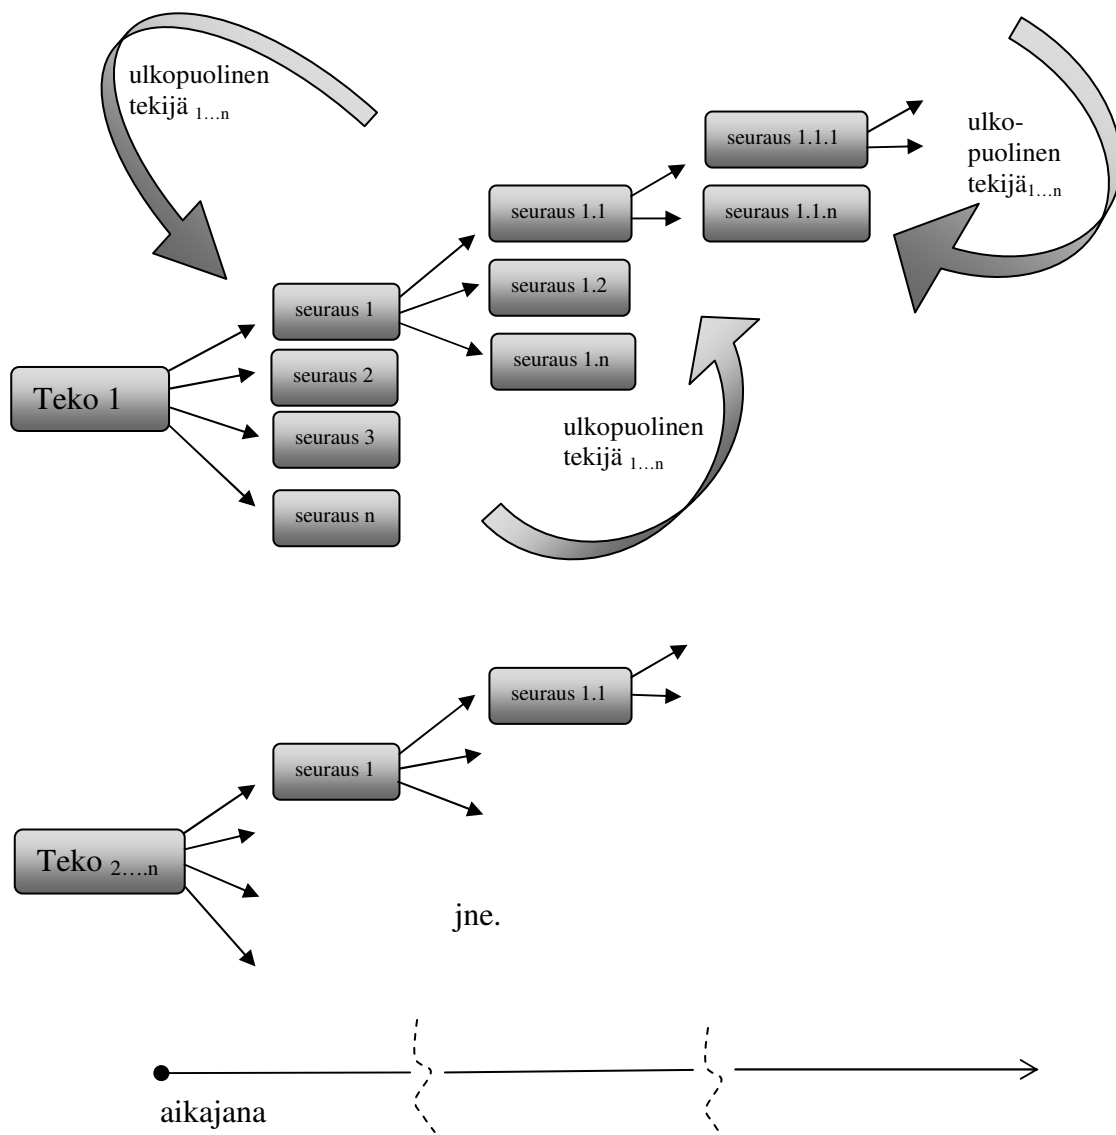 ulkopuolinen
tekijä 1…n
ulko-
puolinen
tekijä1…n
seuraus 1.1.1
seuraus 1.1
seuraus 1.1.n
seuraus 1.2
seuraus 1
seuraus 1.n
seuraus 2
Teko 1
seuraus 3
ulkopuolinen
tekijä 1…n
seuraus n
seuraus 1.1
seuraus 1
Teko 2….n
jne.
aikajana